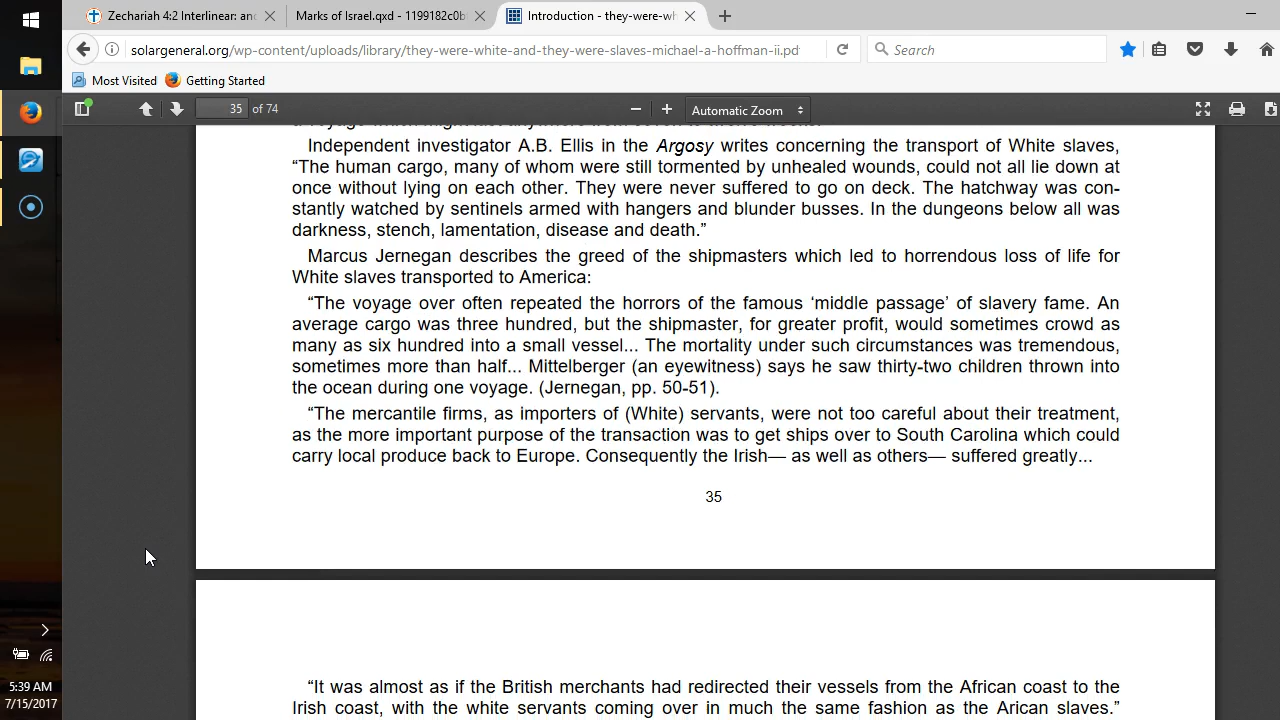 Zechariah 4:2 Interlinear: an
Marks of Israel.qxd - 1199182c0b
Introduction - they-were-wh
solargeneral.org/wp-content/uploads/library/they-were-white-and-they-were-slaves-michael-a-hoffman-ii.pd
Search
Most Visited
Getting Started
35 of 74
Automatic Zoom
Independent investigator A.B. Ellis in the Argosy writes concerning the transport of White slaves,
“The human cargo, many of whom were still tormented by unhealed wounds, could not all lie down at
once without lying on each other. They were never suffered to go on deck. The hatchway was con-
stantly watched by sentinels armed with hangers and blunder busses. In the dungeons below all was
darkness, stench, lamentation, disease and death.”
Marcus Jernegan describes the greed of the shipmasters which led to horrendous loss of life for
White slaves transported to America:
“The voyage over often repeated the horrors of the famous ‘middle passage’ of slavery fame. An
average cargo was three hundred, but the shipmaster, for greater profit, would sometimes crowd as
many as six hundred into a small vessel... The mortality under such circumstances was tremendous,
sometimes more than half... Mittelberger (an eyewitness) says he saw thirty-two children thrown into
the ocean during one voyage. (Jernegan, pp. 50-51).
“The mercantile firms, as importers of (White) servants, were not too careful about their treatment,
as the more important purpose of the transaction was to get ships over to South Carolina which could
carry local produce back to Europe. Consequently the Irish— as well as others— suffered greatly...
35
“It was almost as if the British merchants had redirected their vessels from the African coast to the
Irish coast, with the white servants coming over in much the same fashion as the Arican slaves.”
5:39 AM
7/15/2017